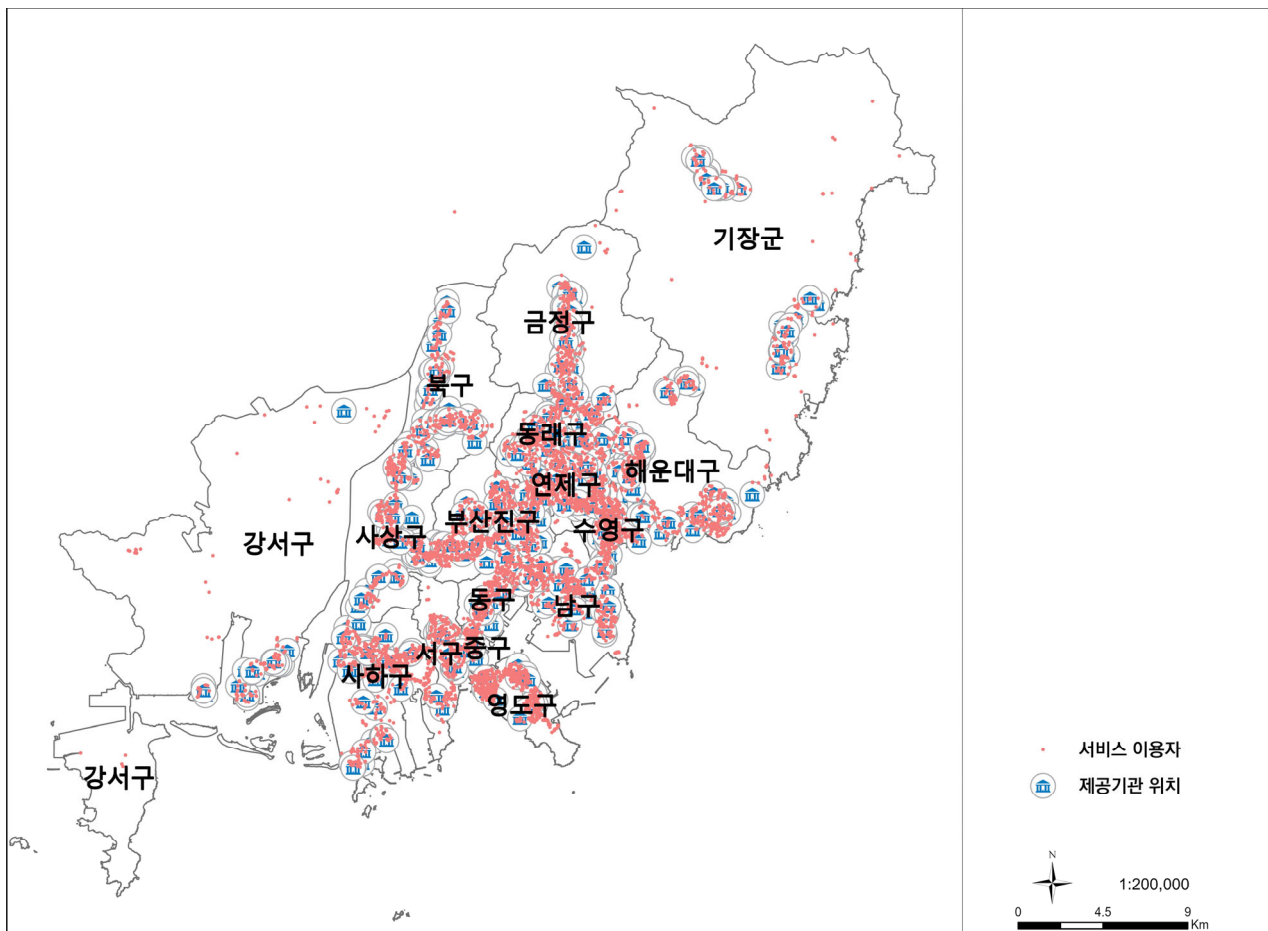 기장군
금정구
북구
동래구
해운대구
연제구
부산진구
수영구
사상구
강서구
동구
남구
중구
서구
사하구
영도구
강서구
서비스 이용자
제공기관 위치
N
1:200,000
0 4.5 9
Km